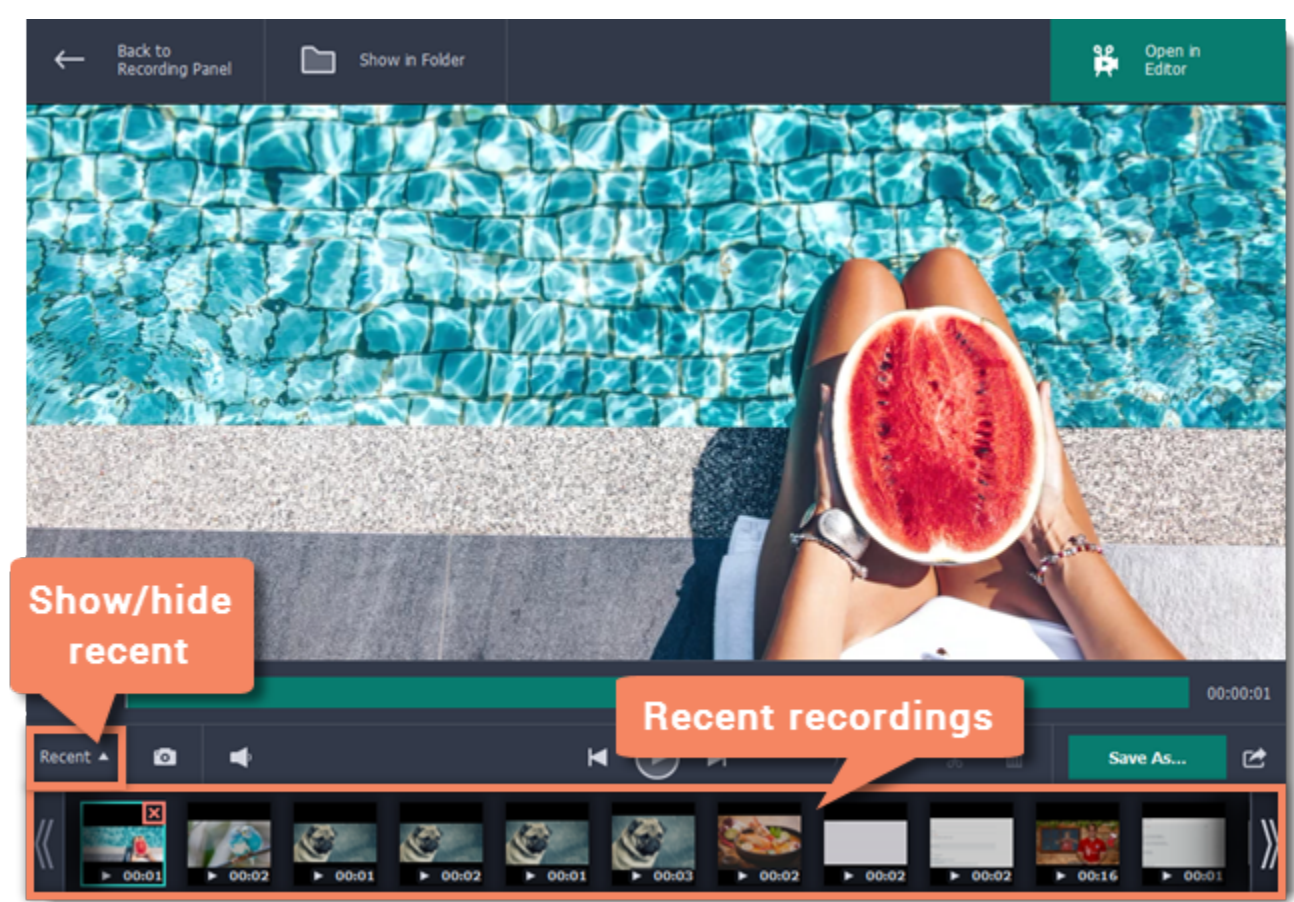 Back to
Recording Panel
Show in Folder
Open in
Editor
Show/hide
recent
00:00:01
Recent recordings
Recent
Save As...
00:01
00:02
00:01
00:02
00:01
00:03
00:02
00:02
00:02
00:16
00:01